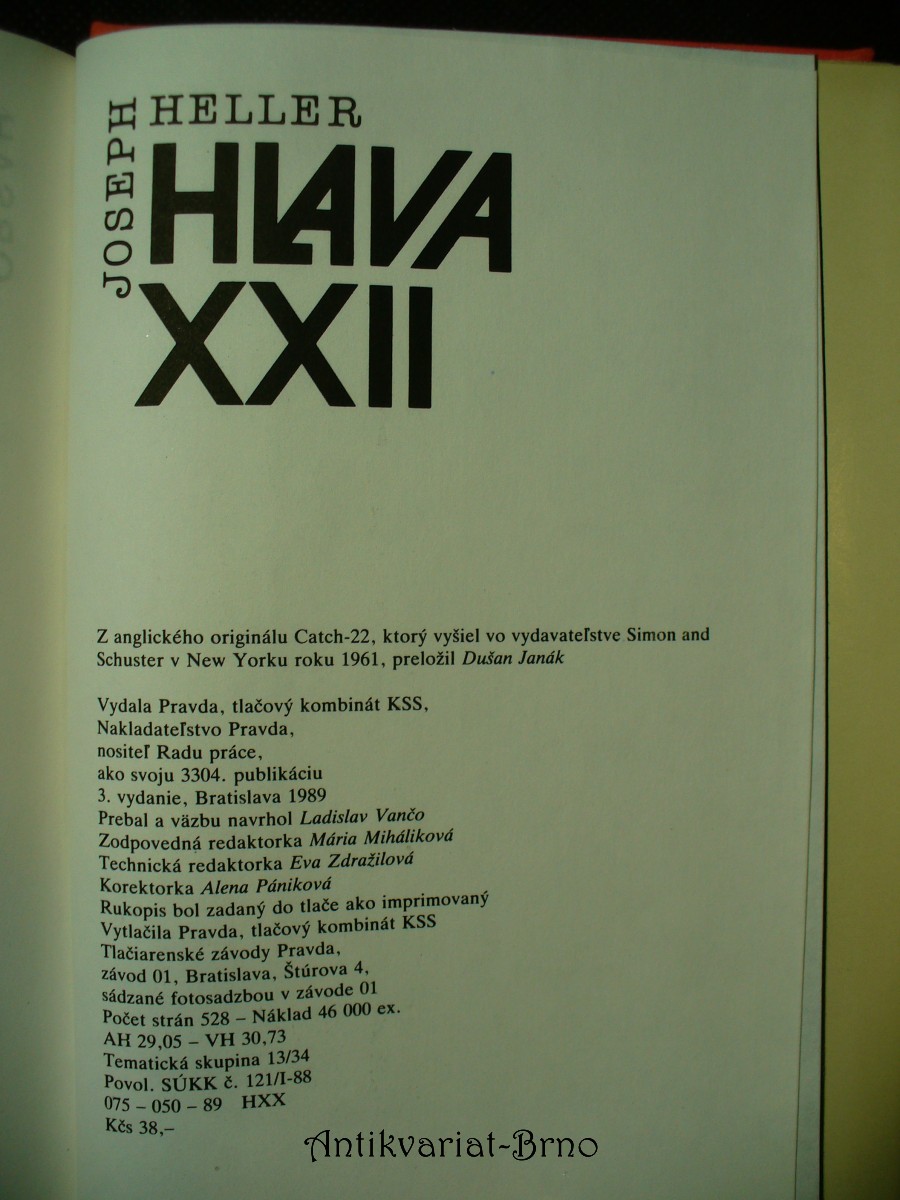 JOSEPH HELLER
HLAVA
XXII
Z anglického originálu Catch-22, ktorý vyšiel vo vydavateľstve Simon and
Schuster v New Yorku roku 1961, preložil Dušan Janák
Vydala Pravda, tlačový kombinát KSS,
Nakladateľstvo Pravda,
nositeľ Radu práce,
ako svoju 3304. publikáciu
3. vydanie, Bratislava 1989
Prebal a väzbu navrhol Ladislav Vančo
Zodpovedná redaktorka Mária Miháliková
Technická redaktorka Eva Zdražilová
Korektorka Alena Pániková
Rukopis bol zadaný do tlače ako imprimovaný
Vytlačila Pravda, tlačový kombinát KSS
Tlačiarenské závody Pravda,
závod 01, Bratislava, Štúrova 4,
sádzané fotosadzbou v závode 01
Počet strán 528 – Náklad 46 000 ex.
AH 29,05 – VH 30,73
Tematická skupina 13/34
Povol. SÚKK č. 121/I-88
075 – 050 – 89 HXX
Kčs 38,–
Antikvariat-Brno